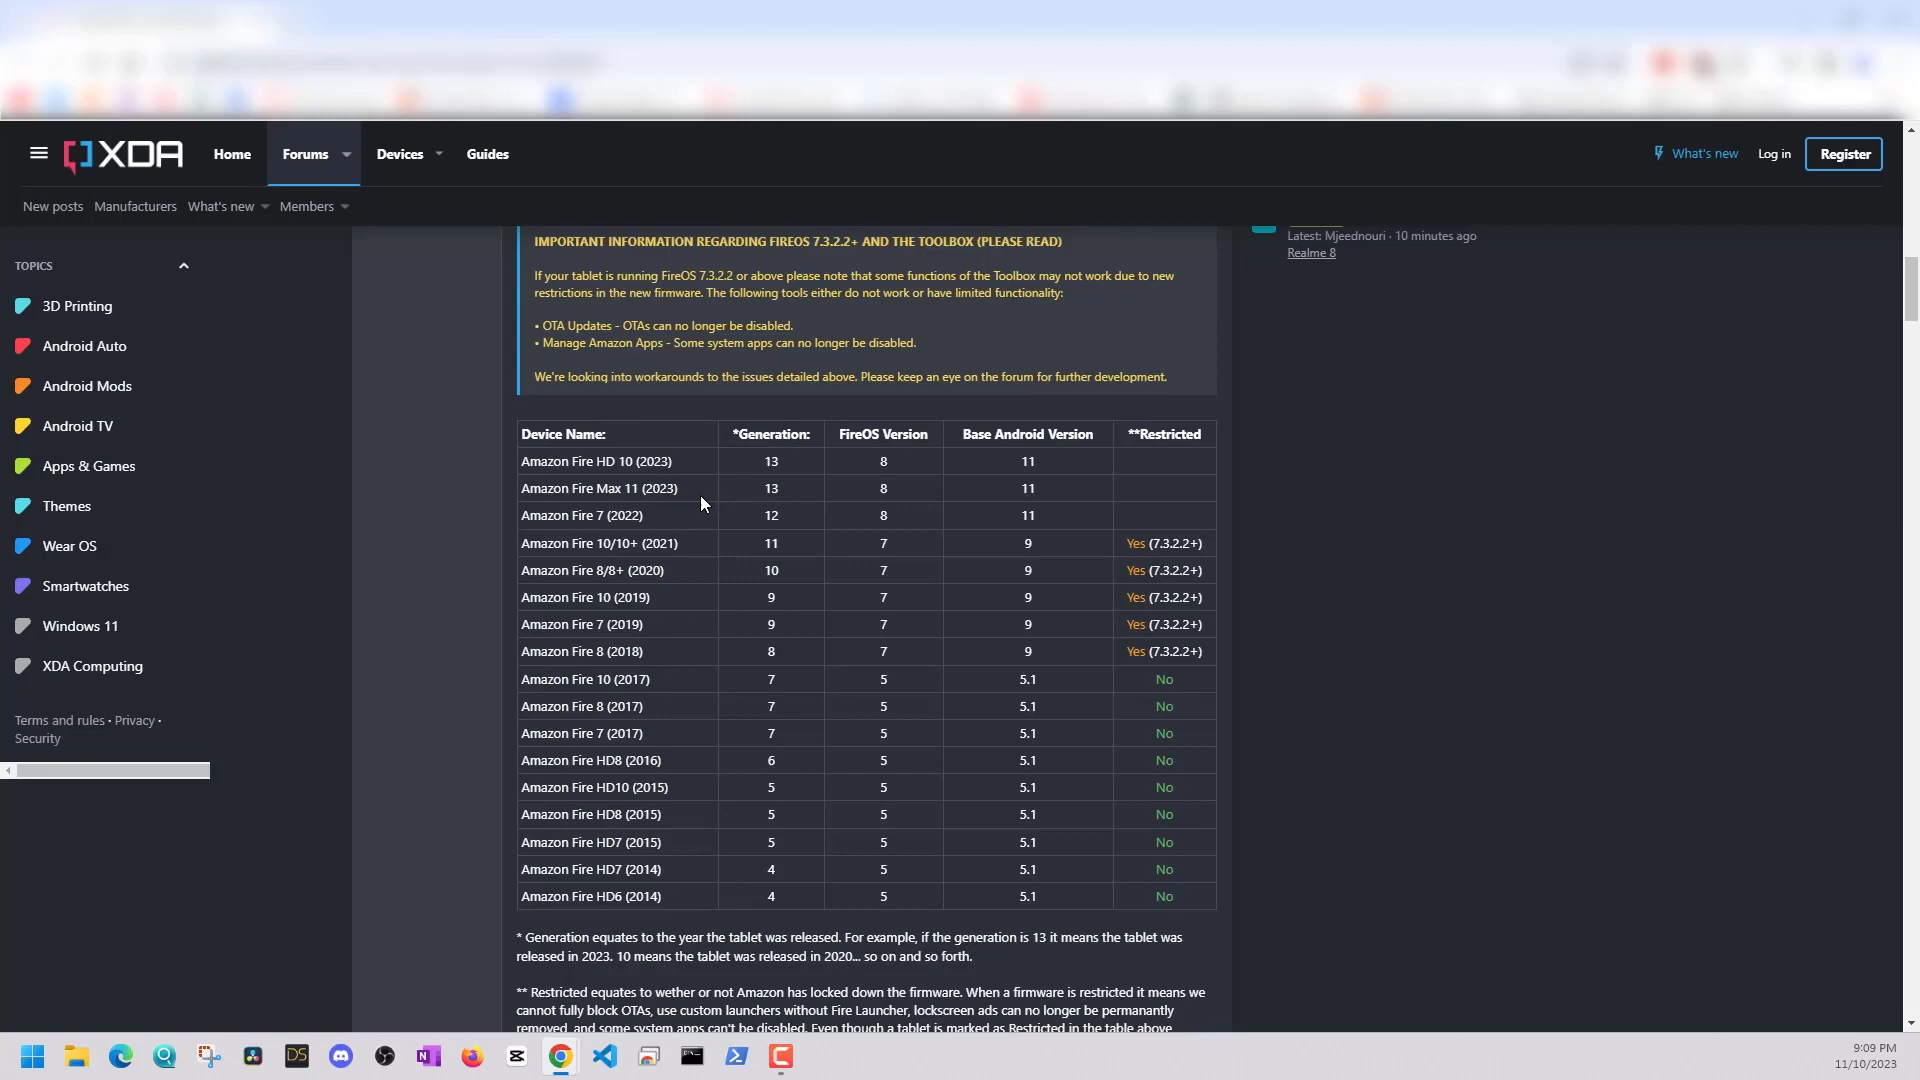 XDA
Home
Forums
Devices
Guides
What's new
Log in
Register
New posts
Manufacturers
What's new
Members
TOPICS
3D Printing
Android Auto
Android Mods
Android TV
Apps & Games
Themes
Wear OS
Smartwatches
Windows 11
XDA Computing
Terms and rules • Privacy •
Security
IMPORTANT INFORMATION REGARDING FIREOS 7.3.2.2+ AND THE TOOLBOX (PLEASE READ)
If your tablet is running FireOS 7.3.2.2 or above please note that some functions of the Toolbox may not work due to new
restrictions in the new firmware. The following tools either do not work or have limited functionality:
• OTA Updates - OTAs can no longer be disabled.
• Manage Amazon Apps - Some system apps can no longer be disabled.
We're looking into workarounds to the issues detailed above. Please keep an eye on the forum for further development.
Device Name: *Generation: FireOS Version Base Android Version **Restricted
Amazon Fire HD 10 (2023) 13 8 11
Amazon Fire Max 11 (2023) 13 8 11
Amazon Fire 7 (2022) 12 8 11
Amazon Fire 10/10+ (2021) 11 7 9 Yes (7.3.2.2+)
Amazon Fire 8/8+ (2020) 10 7 9 Yes (7.3.2.2+)
Amazon Fire 10 (2019) 9 7 9 Yes (7.3.2.2+)
Amazon Fire 7 (2019) 9 7 9 Yes (7.3.2.2+)
Amazon Fire 8 (2018) 8 7 9 Yes (7.3.2.2+)
Amazon Fire 10 (2017) 7 5 5.1 No
Amazon Fire 8 (2017) 7 5 5.1 No
Amazon Fire 7 (2017) 7 5 5.1 No
Amazon Fire HD8 (2016) 6 5 5.1 No
Amazon Fire HD10 (2015) 5 5 5.1 No
Amazon Fire HD8 (2015) 5 5 5.1 No
Amazon Fire HD7 (2015) 5 5 5.1 No
Amazon Fire HD7 (2014) 4 5 5.1 No
Amazon Fire HD6 (2014) 4 5 5.1 No
* Generation equates to the year the tablet was released. For example, if the generation is 13 it means the tablet was
released in 2023. 10 means the tablet was released in 2020... so on and so forth.
** Restricted equates to wether or not Amazon has locked down the firmware. When a firmware is restricted it means we
cannot fully block OTAs, use custom launchers without Fire Launcher, lockscreen ads can no longer be permanantly
removed, and some system apps can't be disabled. Even though a tablet is marked as Restricted in the table above
Latest: Mjeednouri · 10 minutes ago
Realme 8
DS
9:09 PM
11/10/2023